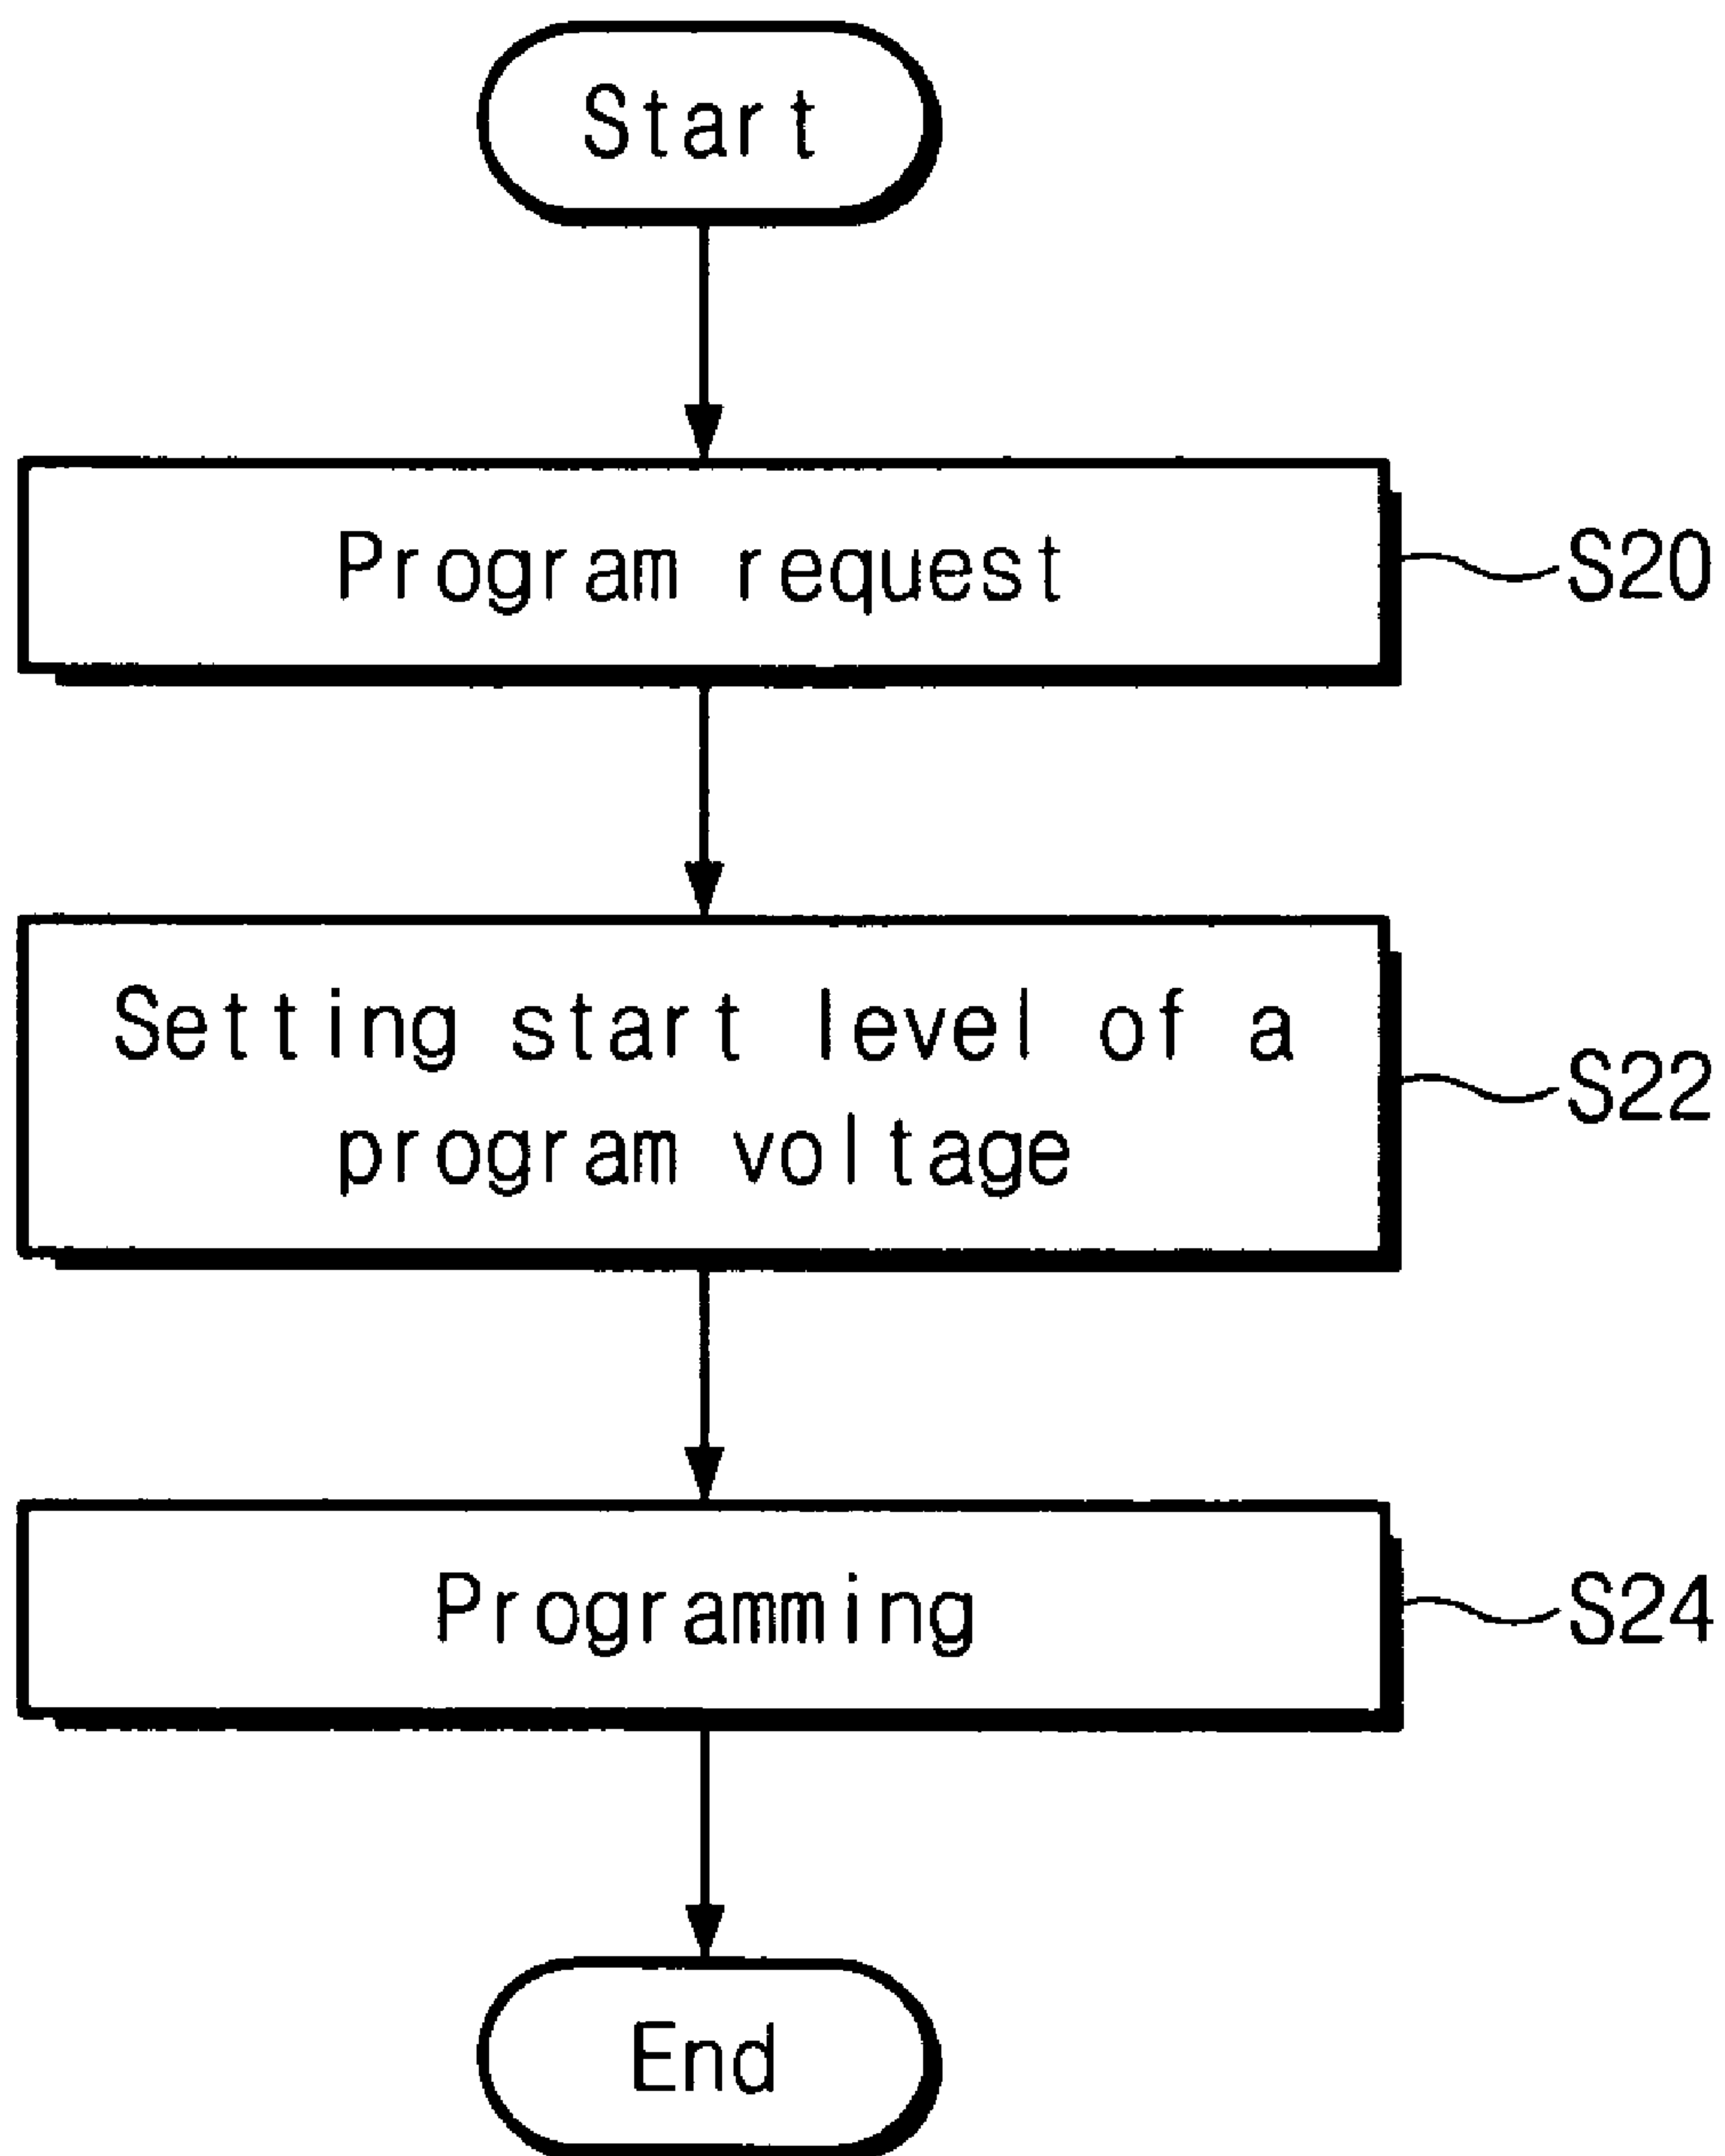 Start
Program request
S20
Setting start level of a
program voltage
S22
Programming
S24
End